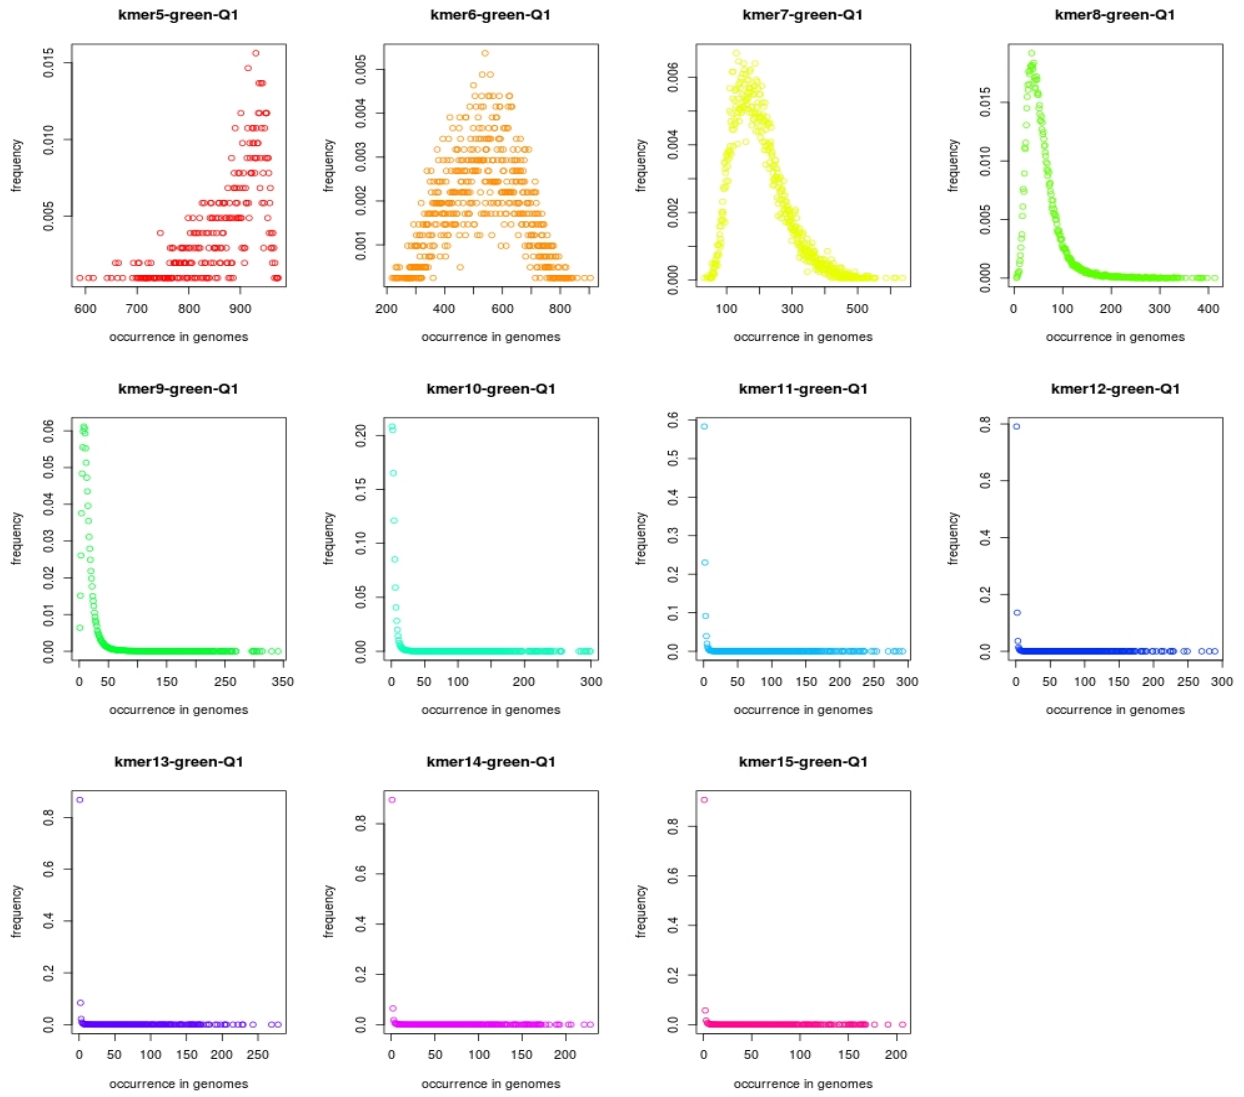 kmer5-green-Q1
kmer6-green-Q1
kmer7-green-Q1
kmer8-green-Q1
frequency
0.005 0.010 0.015
600 700 800 900
occurrence in genomes
frequency
0.001 0.002 0.003 0.004 0.005
200 400 600 800
occurrence in genomes
frequency
0.000 0.002 0.004 0.006
100 300 500
occurrence in genomes
frequency
0.000 0.005 0.010 0.015
0 100 200 300 400
occurrence in genomes
kmer9-green-Q1
kmer10-green-Q1
kmer11-green-Q1
kmer12-green-Q1
frequency
0.00 0.01 0.02 0.03 0.04 0.05 0.06
0 50 150 250 350
occurrence in genomes
frequency
0.00 0.05 0.10 0.15 0.20
0 50 100 200 300
occurrence in genomes
frequency
0.0 0.1 0.2 0.3 0.4 0.5 0.6
0 50 100 150 200 250 300
occurrence in genomes
frequency
0.0 0.2 0.4 0.6 0.8
0 50 100 150 200 250 300
occurrence in genomes
kmer13-green-Q1
kmer14-green-Q1
kmer15-green-Q1
frequency
0.0 0.2 0.4 0.6 0.8
0 50 100 150 200 250
occurrence in genomes
frequency
0.0 0.2 0.4 0.6 0.8
0 50 100 150 200
occurrence in genomes
frequency
0.0 0.2 0.4 0.6 0.8
0 50 100 150 200
occurrence in genomes